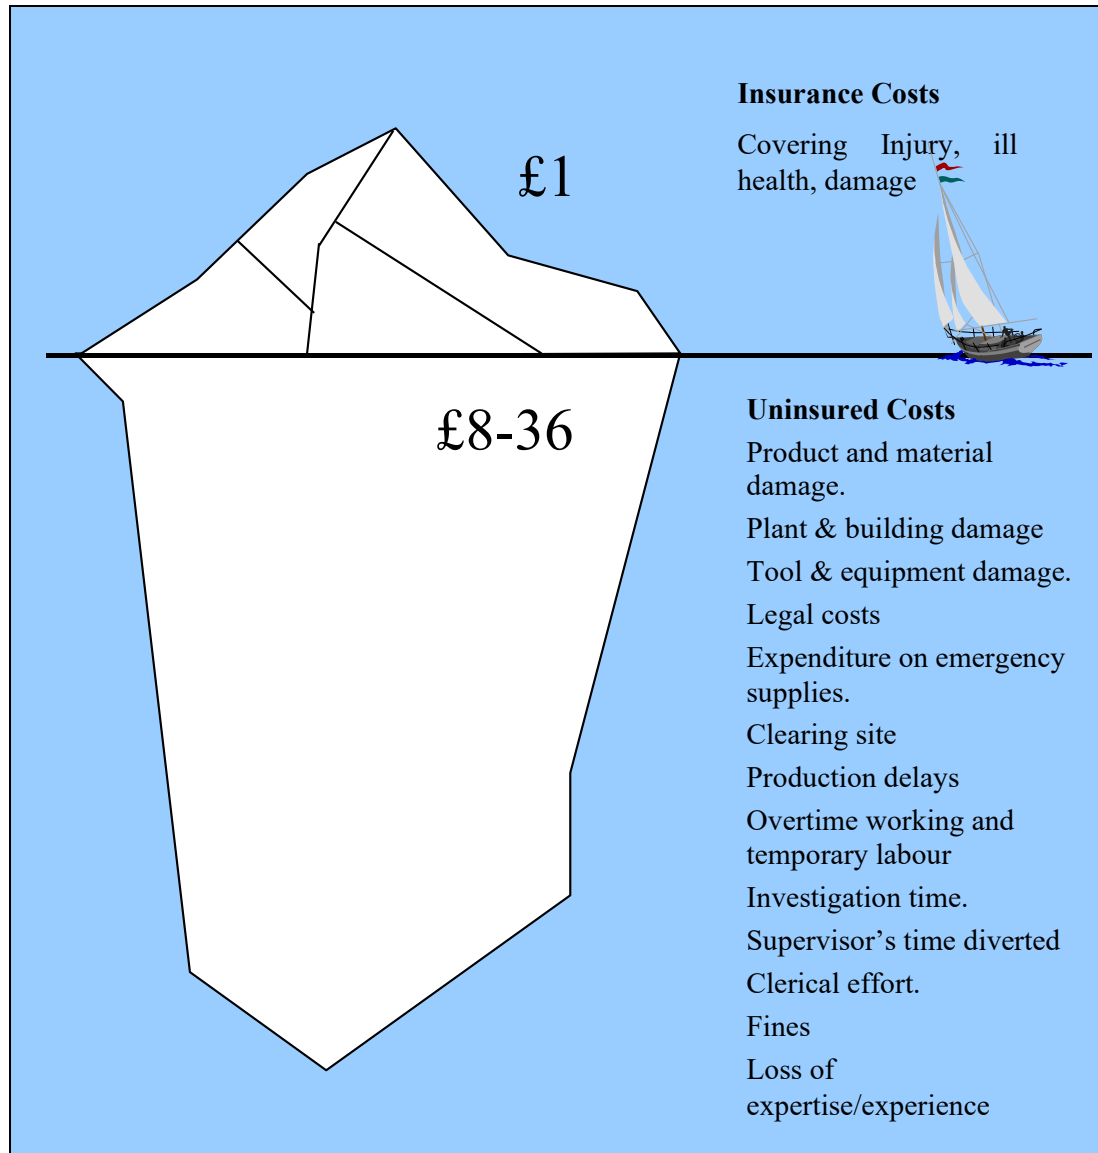 Insurance Costs
Covering Injury, ill
health, damage
£1
£8-36
Uninsured Costs
Product and material
damage.
Plant & building damage
Tool & equipment damage.
Legal costs
Expenditure on emergency
supplies.
Clearing site
Production delays
Overtime working and
temporary labour
Investigation time.
Supervisor’s time diverted
Clerical effort.
Fines
Loss of
expertise/experience